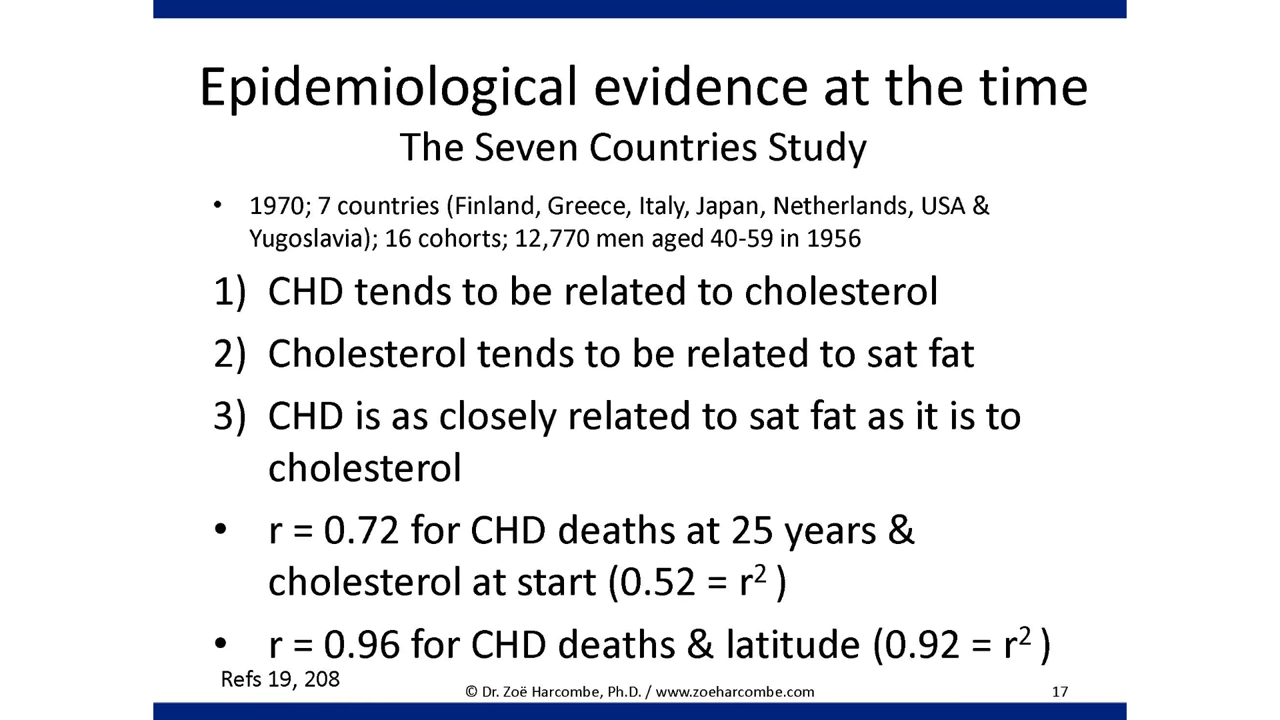 Epidemiological evidence at the time
The Seven Countries Study
• 1970; 7 countries (Finland, Greece, Italy, Japan, Netherlands, USA &
Yugoslavia); 16 cohorts; 12,770 men aged 40-59 in 1956
1) CHD tends to be related to cholesterol
2) Cholesterol tends to be related to sat fat
3) CHD is as closely related to sat fat as it is to
cholesterol
• r = 0.72 for CHD deaths at 25 years &
cholesterol at start (0.52 = r² )
• r = 0.96 for CHD deaths & latitude (0.92 = r² )
Refs 19, 208
© Dr. Zoë Harcombe, Ph.D. / www.zoeharcombe.com
17